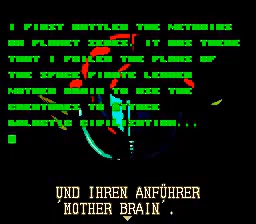 I FIRST BATTLED THE METROIDS
ON PLANET ZEBES. IT WAS THERE
THAT I FOILED THE PLANS OF
THE SPACE PIRATE LEADER
MOTHER BRAIN TO USE THE
CREATURES TO ATTACK
GALACTIC CIVILIZATION...
UND IHREN ANFÜHRER
'MOTHER BRAIN'.